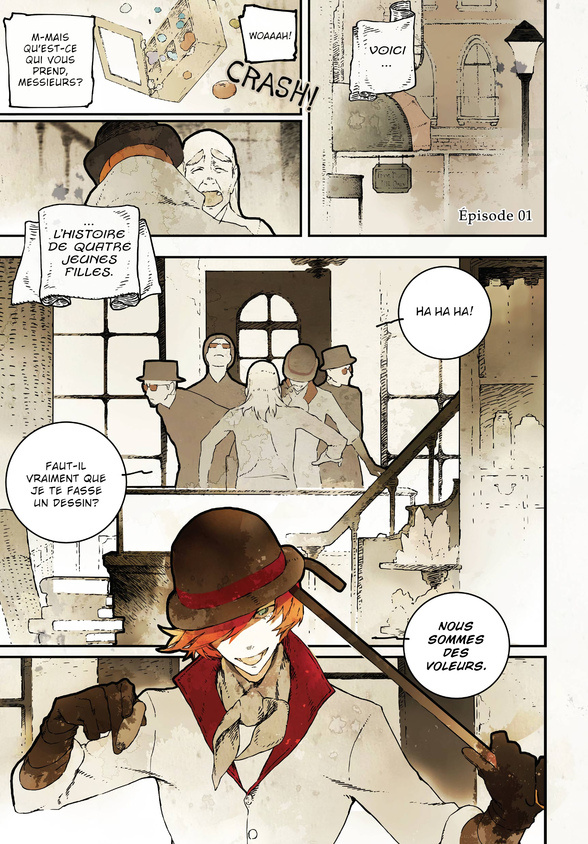 VOICI
...
Épisode 01
WOAAAH!
CRASH!
M-MAIS
QU'EST-CE
QUI VOUS
PREND,
MESSIEURS?
...
L'HISTOIRE
DE QUATRE
JEUNES
FILLES.
HA HA HA!
FAUT-IL
VRAIMENT QUE
JE TE FASSE
UN DESSIN?
NOUS
SOMMES
DES
VOLEURS.